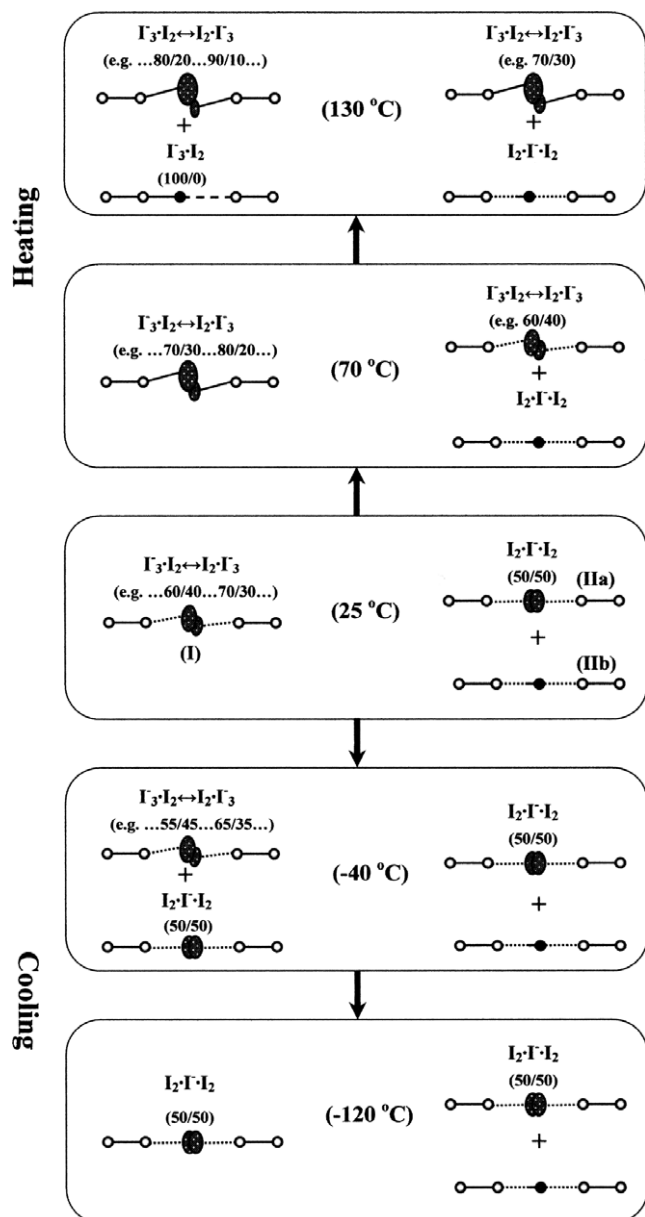 Heating
I⁻₃·I₂↔I₂·I⁻₃
(e.g. ...80/20...90/10...)
+
I⁻₃·I₂
(100/0)
(130 °C)
I⁻₃·I₂↔I₂·I⁻₃
(e.g. 70/30)
+
I₂·I⁻·I₂
I⁻₃·I₂↔I₂·I⁻₃
(e.g. ...70/30...80/20...)
(70 °C)
I⁻₃·I₂↔I₂·I⁻₃
(e.g. 60/40)
+
I₂·I⁻·I₂
I⁻₃·I₂↔I₂·I⁻₃
(e.g. ...60/40...70/30...)
(I)
(25 °C)
I₂·I⁻·I₂
(50/50)
(IIa)
+
(IIb)
Cooling
I⁻₃·I₂↔I₂·I⁻₃
(e.g. ...55/45...65/35...)
+
I₂·I⁻·I₂
(50/50)
(-40 °C)
I₂·I⁻·I₂
(50/50)
+
I₂·I⁻·I₂
(50/50)
(-120 °C)
I₂·I⁻·I₂
(50/50)
+